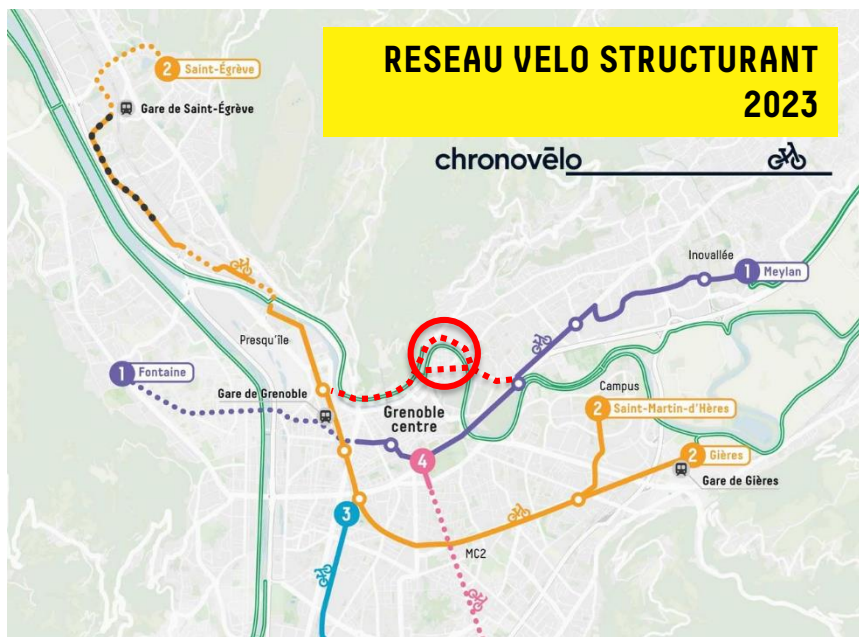 RESEAU VELO STRUCTURANT
2023
chronovēlo
2 Saint-Égrève
Gare de Saint-Égrève
Inovallée
1 Meylan
Presqu'île
1 Fontaine
Gare de Grenoble
Grenoble
centre
Campus
2 Saint-Martin-d'Hères
4
2 Gières
Gare de Gières
3
MC2